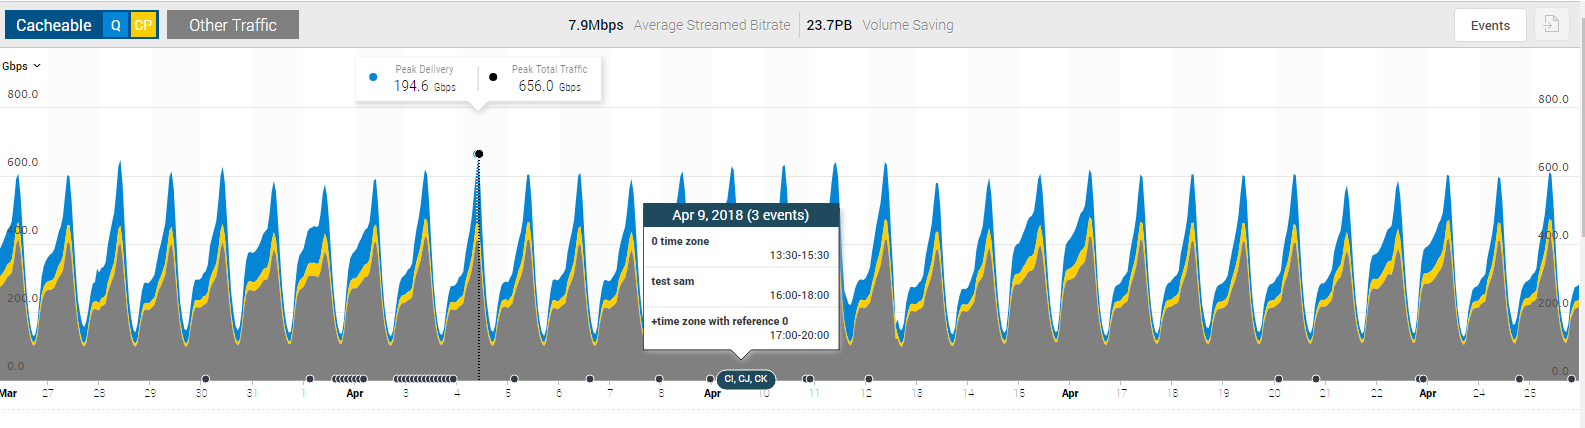 Cacheable Q CP Other Traffic 7.9Mbps Average Streamed Bitrate 23.7PB Volume Saving Events
Gbps
Peak Delivery Peak Total Traffic
194.6 Gbps 656.0 Gbps
800.0 800.0
600.0 600.0
400.0 400.0
200.0 200.0
0.0 0.0
Apr 9, 2018 (3 events)
0 time zone
13:30-15:30
test sam
16:00-18:00
+time zone with reference 0
17:00-20:00
CI, CJ, CK
Mar 27 28 29 30 31 1 Apr 3 4 5 6 7 8 Apr 10 11 12 13 14 15 Apr 17 18 19 20 21 22 Apr 24 25